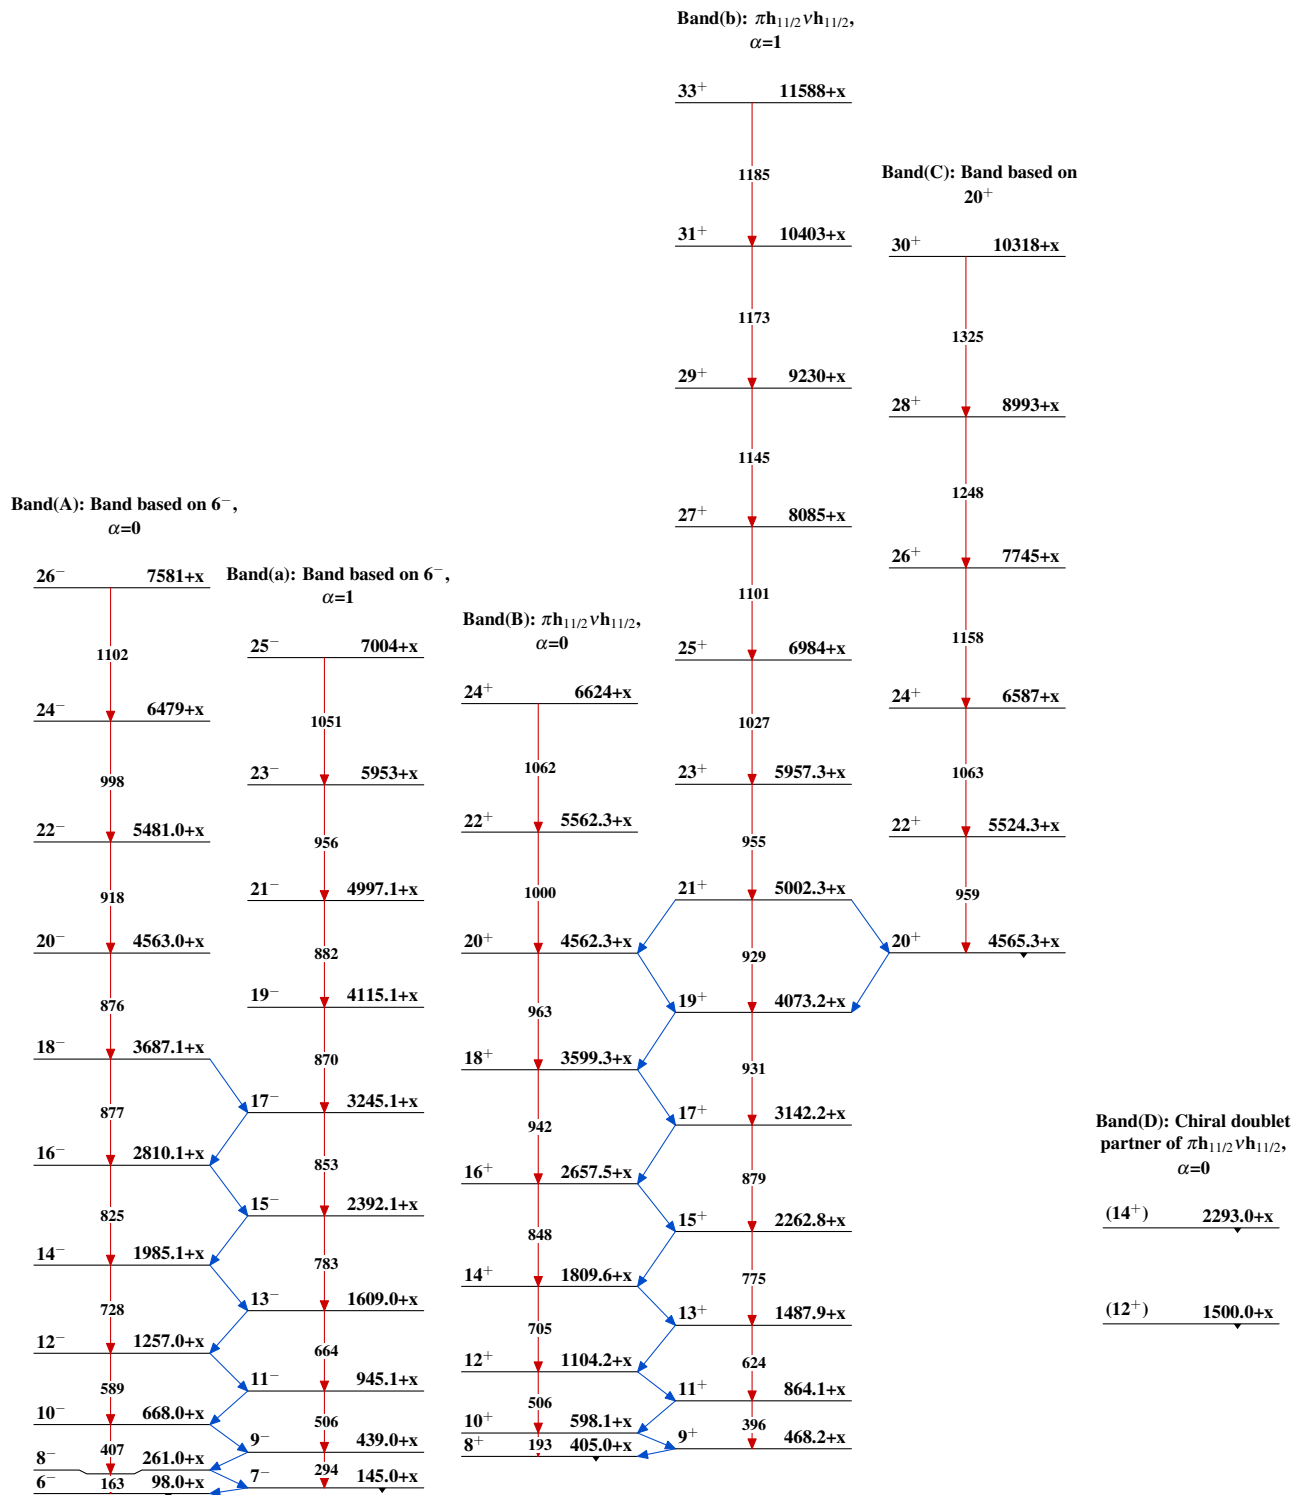 Band(A): Band based on 6⁻,
α=0
26⁻ 7581+x
1102
24⁻ 6479+x
998
22⁻ 5481.0+x
918
20⁻ 4563.0+x
876
18⁻ 3687.1+x
877
16⁻ 2810.1+x
825
14⁻ 1985.1+x
728
12⁻ 1257.0+x
589
10⁻ 668.0+x
407
8⁻ 261.0+x
163
6⁻ 98.0+x
Band(a): Band based on 6⁻,
α=1
25⁻ 7004+x
1051
23⁻ 5953+x
956
21⁻ 4997.1+x
882
19⁻ 4115.1+x
870
17⁻ 3245.1+x
853
15⁻ 2392.1+x
783
13⁻ 1609.0+x
664
11⁻ 945.1+x
506
9⁻ 439.0+x
294
7⁻ 145.0+x
Band(B): πh₁₁/₂νh₁₁/₂,
α=0
24⁺ 6624+x
1062
22⁺ 5562.3+x
1000
20⁺ 4562.3+x
963
18⁺ 3599.3+x
942
16⁺ 2657.5+x
848
14⁺ 1809.6+x
705
12⁺ 1104.2+x
506
10⁺ 598.1+x
193
8⁺ 405.0+x
Band(b): πh₁₁/₂νh₁₁/₂,
α=1
33⁺ 11588+x
1185
31⁺ 10403+x
1173
29⁺ 9230+x
1145
27⁺ 8085+x
1101
25⁺ 6984+x
1027
23⁺ 5957.3+x
955
21⁺ 5002.3+x
929
19⁺ 4073.2+x
931
17⁺ 3142.2+x
879
15⁺ 2262.8+x
775
13⁺ 1487.9+x
624
11⁺ 864.1+x
396
9⁺ 468.2+x
Band(C): Band based on
20⁺
30⁺ 10318+x
1325
28⁺ 8993+x
1248
26⁺ 7745+x
1158
24⁺ 6587+x
1063
22⁺ 5524.3+x
959
20⁺ 4565.3+x
Band(D): Chiral doublet
partner of πh₁₁/₂νh₁₁/₂,
α=0
(14⁺) 2293.0+x
(12⁺) 1500.0+x